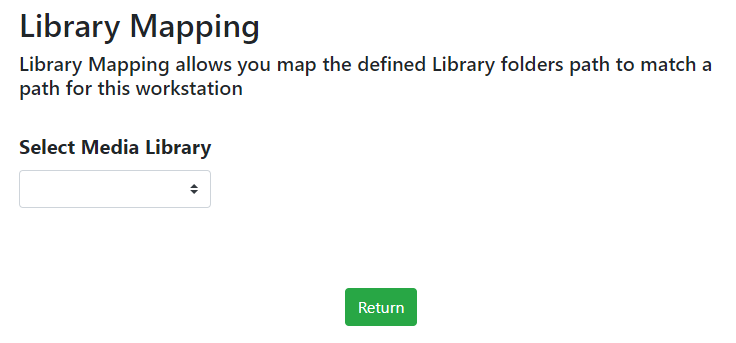 Library Mapping
Library Mapping allows you map the defined Library folders path to match a
path for this workstation
Select Media Library
Return